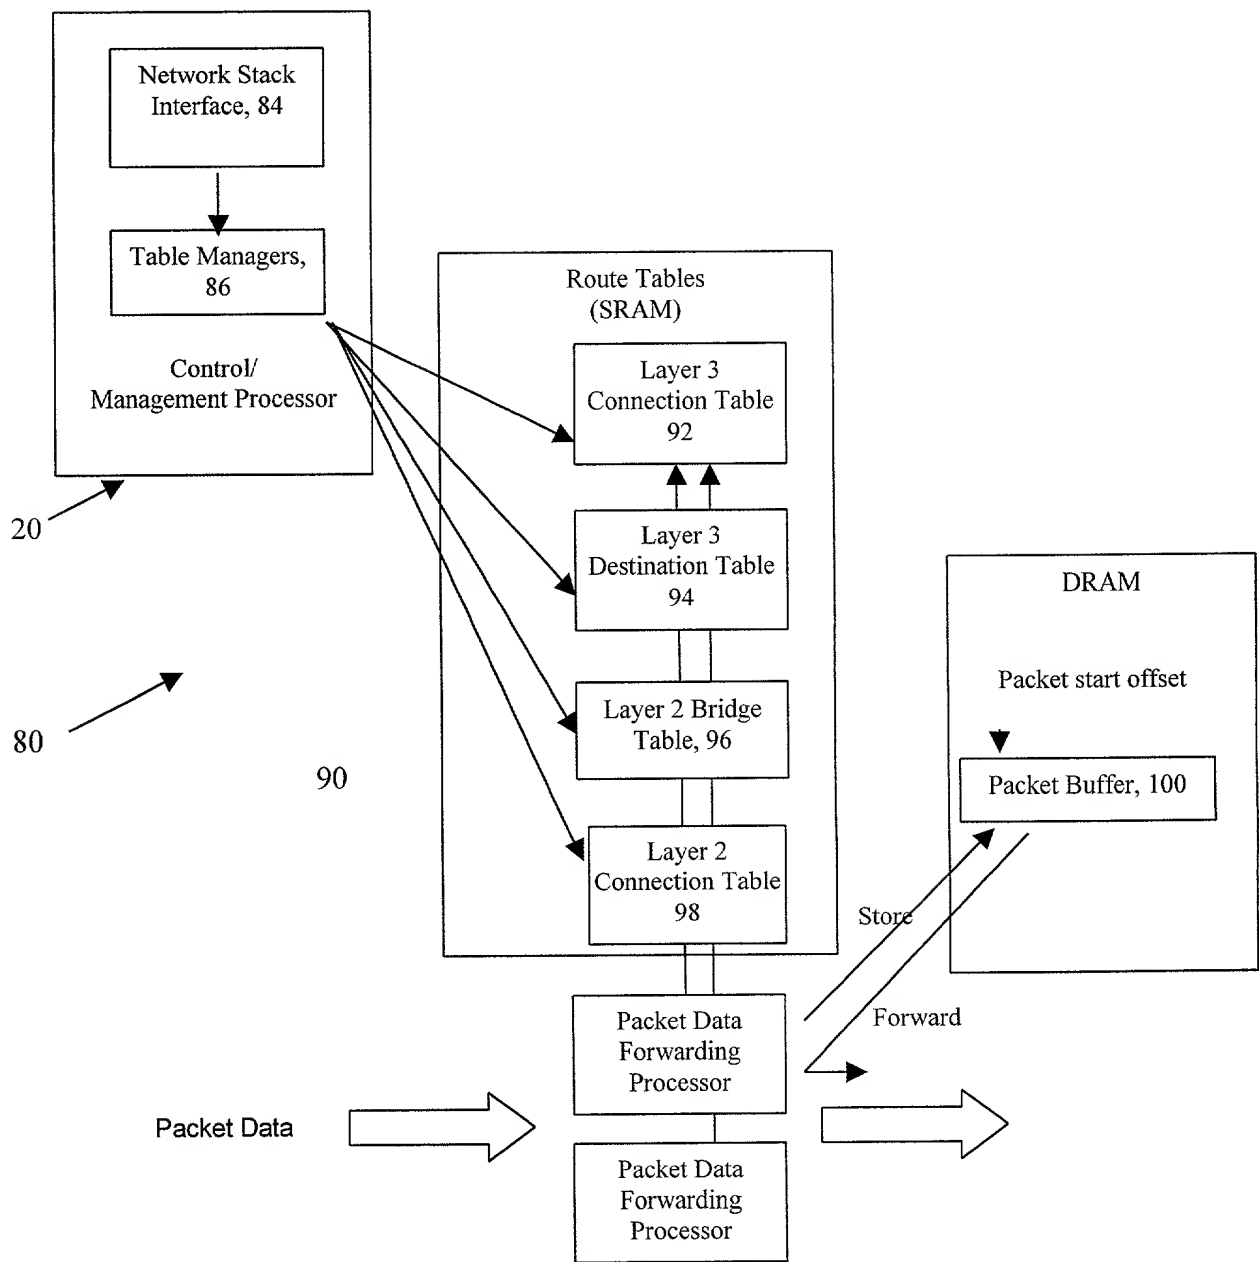 Network Stack
Interface, 84
Table Managers,
86
Control/
Management Processor
20
80
90
Route Tables
(SRAM)
Layer 3
Connection Table
92
Layer 3
Destination Table
94
Layer 2 Bridge
Table, 96
Layer 2
Connection Table
98
DRAM
Packet start offset
Packet Buffer, 100
Store
Forward
Packet Data
Forwarding
Processor
Packet Data
Packet Data
Forwarding
Processor